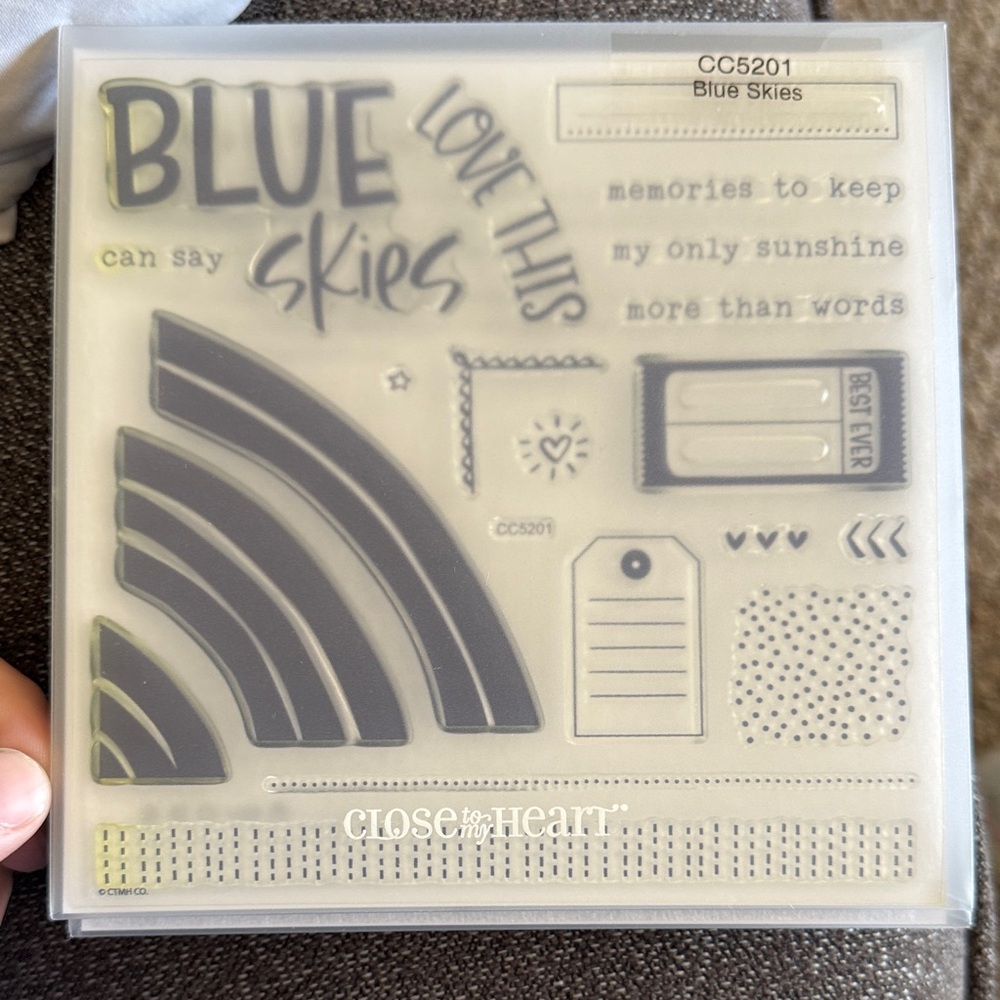 CC5201
Blue Skies
BLUE
skies
LOVE THIS
can say
memories to keep
my only sunshine
more than words
BEST EVER
CC5201
CLOSE to my HEART™
© CTMH CO.